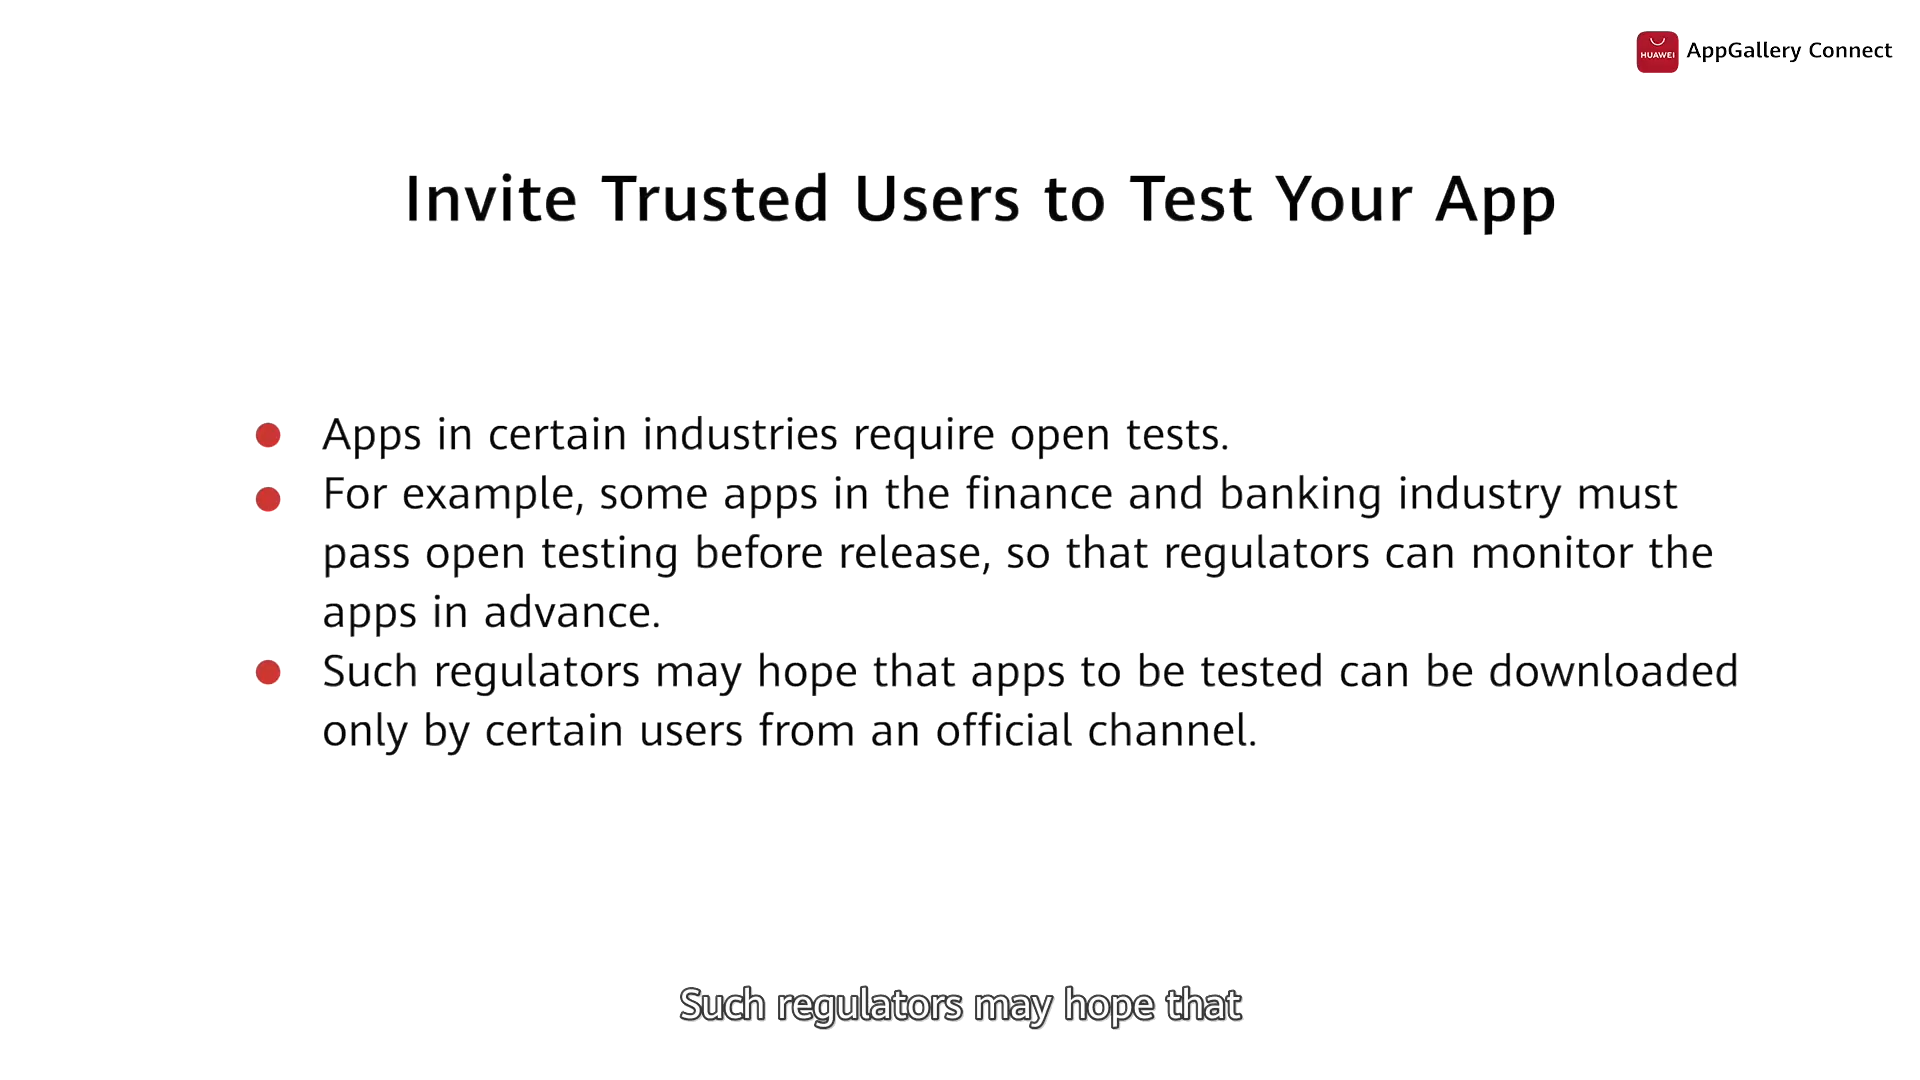 HUAWEI
AppGallery Connect
Invite Trusted Users to Test Your App
Apps in certain industries require open tests.
For example, some apps in the finance and banking industry must
pass open testing before release, so that regulators can monitor the
apps in advance.
Such regulators may hope that apps to be tested can be downloaded
only by certain users from an official channel.
Such regulators may hope that